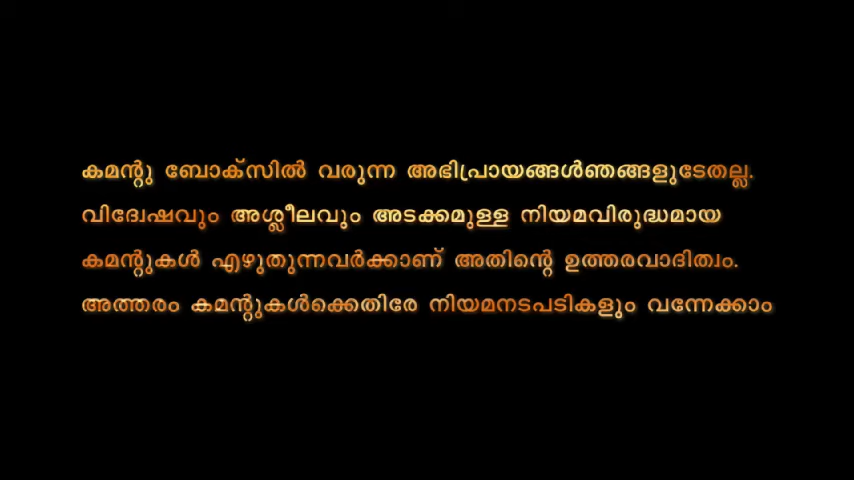 കമന്റു ബോക്സിൽ വരുന്ന അഭിപ്രായങ്ങൾഞങ്ങളുടേതല്ല.
വിദ്വേഷവും അശ്ലീലവും അടക്കമുള്ള നിയമവിരുദ്ധമായ
കമന്റുകൾ എഴുതുന്നവർക്കാണ് അതിന്റെ ഉത്തരവാദിത്വം.
അത്തരം കമന്റുകൾക്കെതിരേ നിയമനടപടികളും വന്നേക്കാം